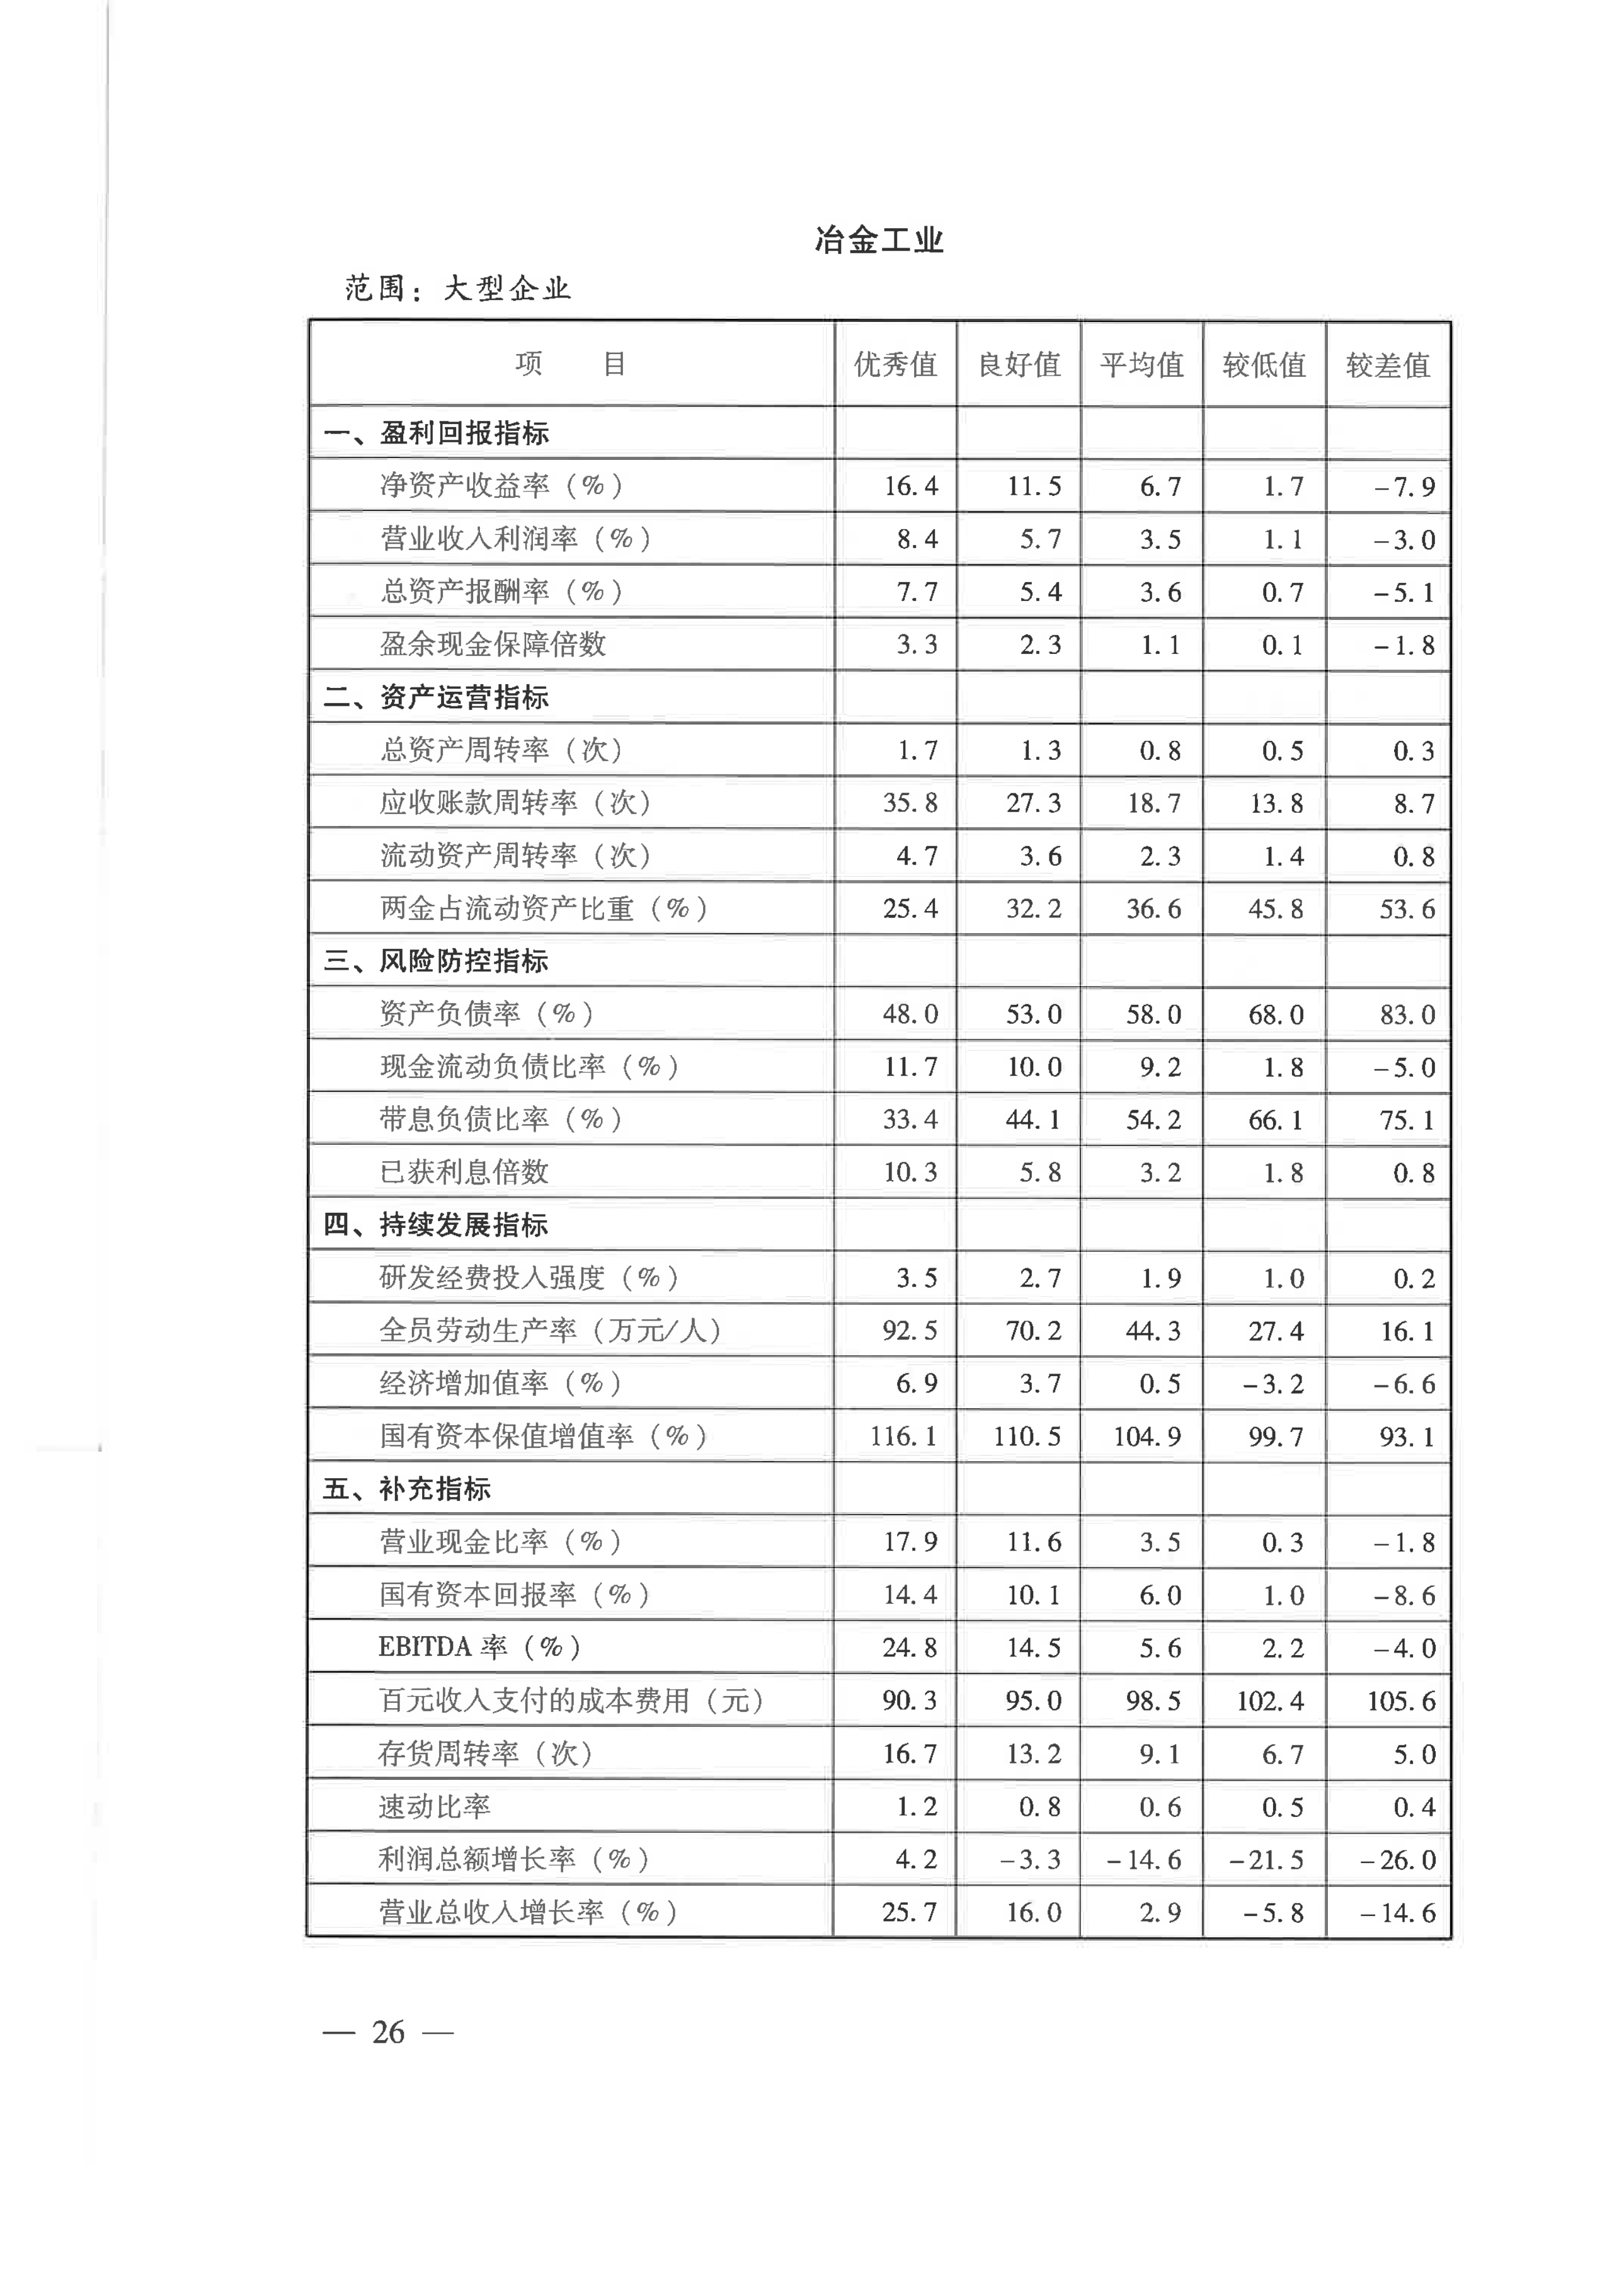 冶金工业
范围：大型企业
项 目 优秀值 良好值 平均值 较低值 较差值
一、盈利回报指标
净资产收益率（%） 16.4 11.5 6.7 1.7 -7.9
营业收入利润率（%） 8.4 5.7 3.5 1.1 -3.0
总资产报酬率（%） 7.7 5.4 3.6 0.7 -5.1
盈余现金保障倍数 3.3 2.3 1.1 0.1 -1.8
二、资产运营指标
总资产周转率（次） 1.7 1.3 0.8 0.5 0.3
应收账款周转率（次） 35.8 27.3 18.7 13.8 8.7
流动资产周转率（次） 4.7 3.6 2.3 1.4 0.8
两金占流动资产比重（%） 25.4 32.2 36.6 45.8 53.6
三、风险防控指标
资产负债率（%） 48.0 53.0 58.0 68.0 83.0
现金流动负债比率（%） 11.7 10.0 9.2 1.8 -5.0
带息负债比率（%） 33.4 44.1 54.2 66.1 75.1
已获利息倍数 10.3 5.8 3.2 1.8 0.8
四、持续发展指标
研发经费投入强度（%） 3.5 2.7 1.9 1.0 0.2
全员劳动生产率（万元/人） 92.5 70.2 44.3 27.4 16.1
经济增加值率（%） 6.9 3.7 0.5 -3.2 -6.6
国有资本保值增值率（%） 116.1 110.5 104.9 99.7 93.1
五、补充指标
营业现金比率（%） 17.9 11.6 3.5 0.3 -1.8
国有资本回报率（%） 14.4 10.1 6.0 1.0 -8.6
EBITDA 率（%） 24.8 14.5 5.6 2.2 -4.0
百元收入支付的成本费用（元） 90.3 95.0 98.5 102.4 105.6
存货周转率（次） 16.7 13.2 9.1 6.7 5.0
速动比率 1.2 0.8 0.6 0.5 0.4
利润总额增长率（%） 4.2 -3.3 -14.6 -21.5 -26.0
营业总收入增长率（%） 25.7 16.0 2.9 -5.8 -14.6
— 26 —